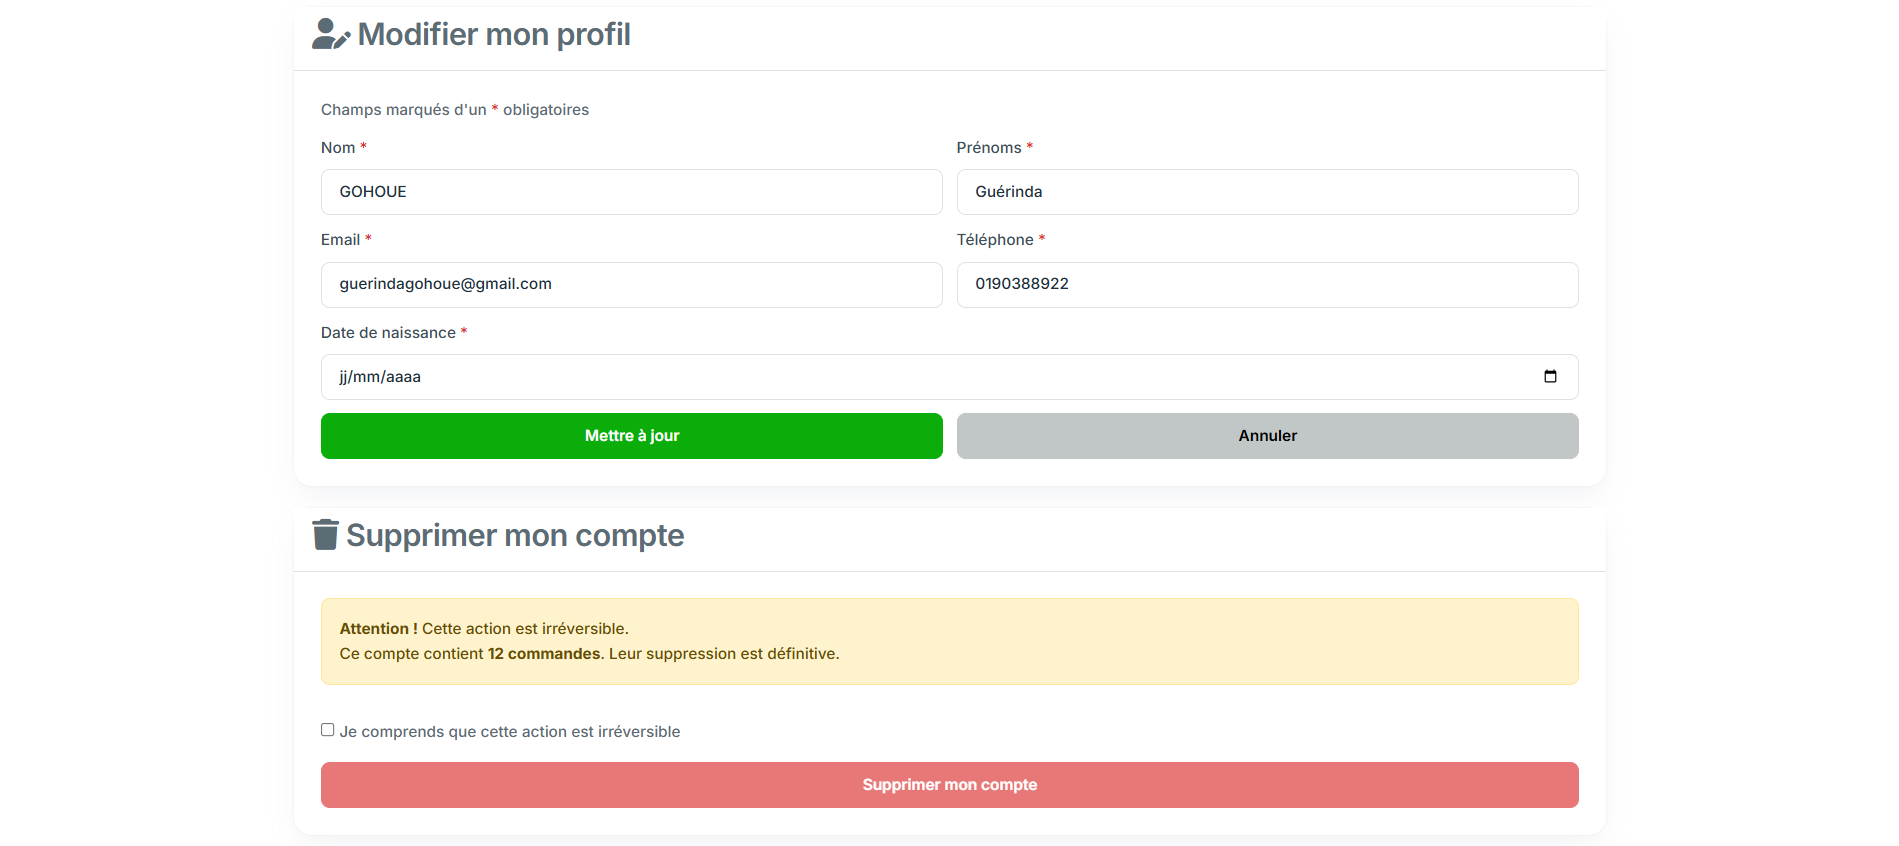 Modifier mon profil
Champs marqués d'un * obligatoires
Nom *
Prénoms *
GOHOUE
Guérinda
Email *
Téléphone *
guerindagohoue@gmail.com
0190388922
Date de naissance *
jj/mm/aaaa
Mettre à jour
Annuler
Supprimer mon compte
Attention ! Cette action est irréversible.
Ce compte contient 12 commandes. Leur suppression est définitive.
Je comprends que cette action est irréversible
Supprimer mon compte